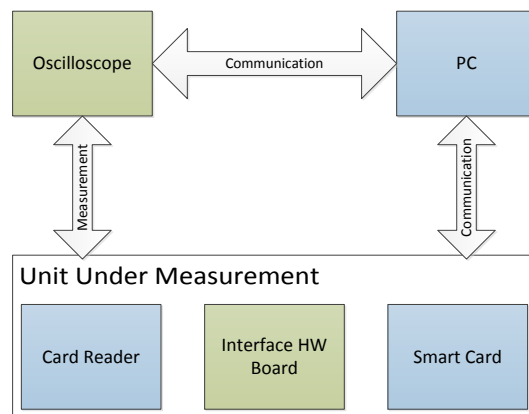 Oscilloscope
Communication
PC
Measurement
Communication
Unit Under Measurement
Card Reader
Interface HW
Board
Smart Card